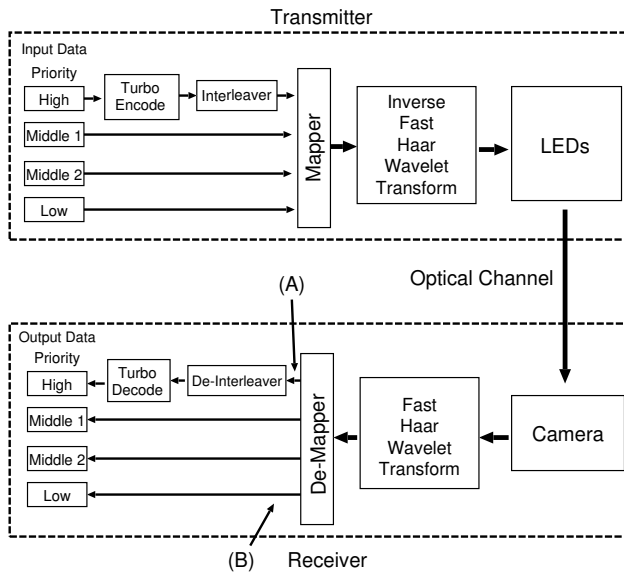 Transmitter
Input Data
Priority
High
Turbo
Encode
Interleaver
Middle 1
Middle 2
Low
Mapper
Inverse
Fast
Haar
Wavelet
Transform
LEDs
Optical Channel
(A)
Output Data
Priority
High
Turbo
Decode
De-Interleaver
Middle 1
Middle 2
Low
De-Mapper
Fast
Haar
Wavelet
Transform
Camera
(B)
Receiver